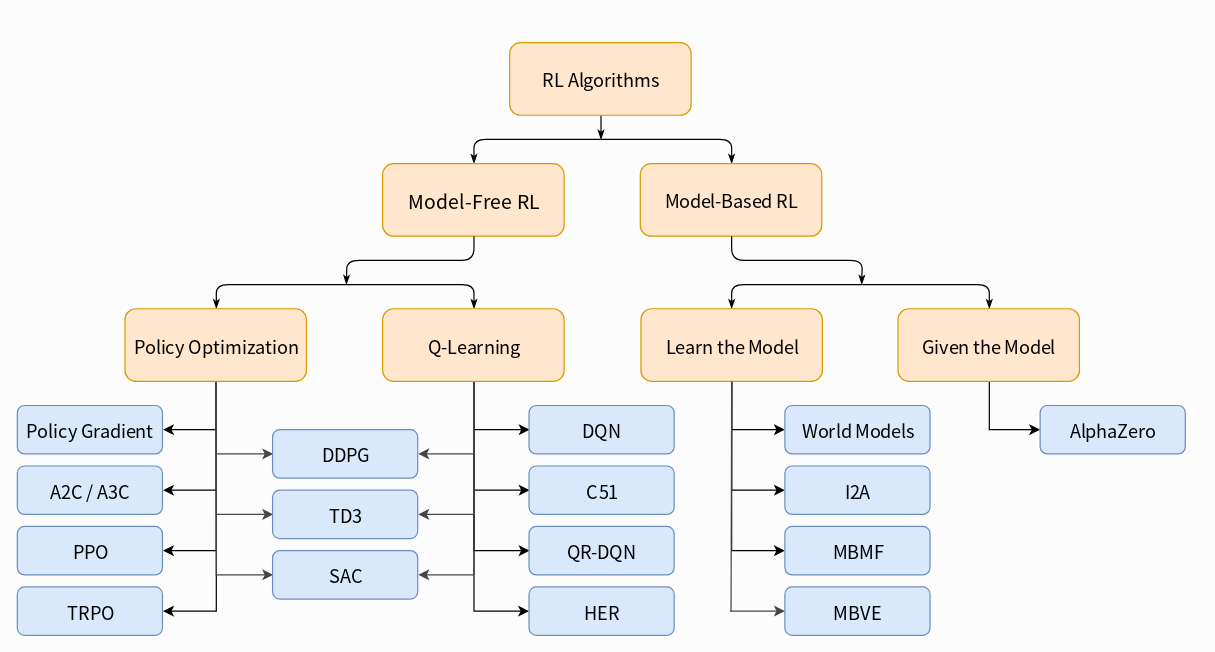 RL Algorithms
Model-Free RL
Model-Based RL
Policy Optimization
Q-Learning
Learn the Model
Given the Model
Policy Gradient
A2C / A3C
PPO
TRPO
DDPG
TD3
SAC
DQN
C51
QR-DQN
HER
World Models
I2A
MBMF
MBVE
AlphaZero